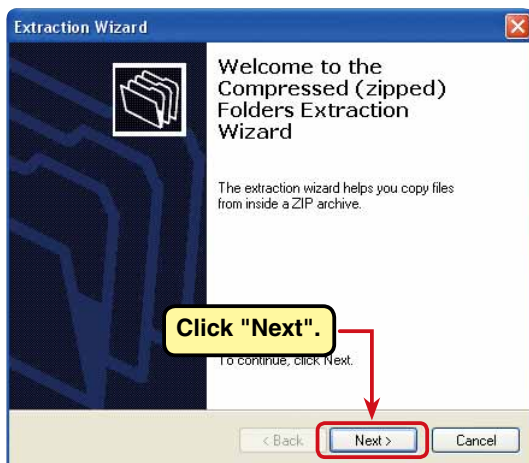 Extraction Wizard
Welcome to the
Compressed (zipped)
Folders Extraction
Wizard
The extraction wizard helps you copy files
from inside a ZIP archive.
Click "Next".
To continue, click Next.
< Back
Next >
Cancel